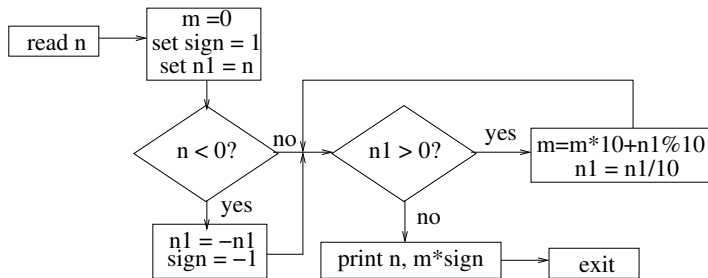 read n
m =0
set sign = 1
set n1 = n
n < 0?
no
yes
n1 = −n1
sign = −1
n1 > 0?
yes
m=m*10+n1%10
n1 = n1/10
no
print n, m*sign
exit